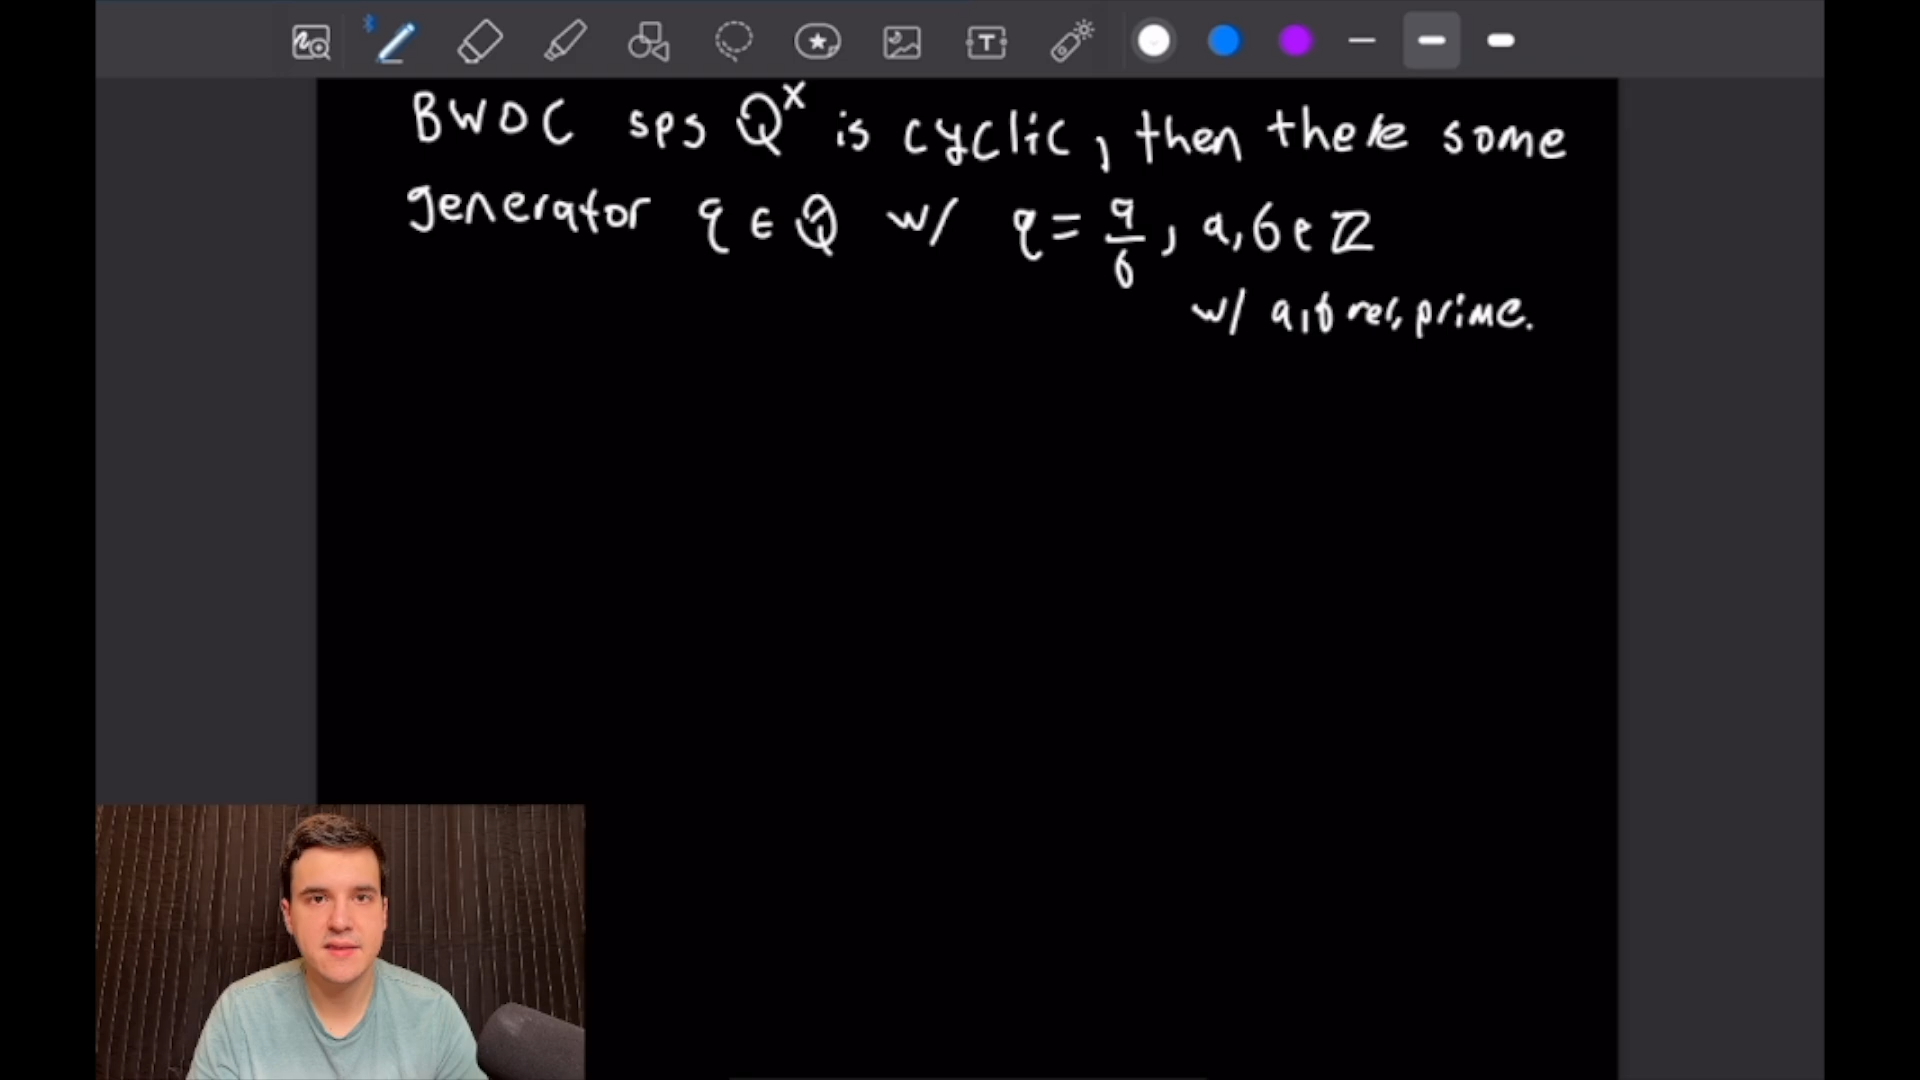 BWOC sps Q^x is cyclic, then there some
generator q ∈ Q w/ q = a/b, a,b ∈ Z
w/ a,b rel. prime.